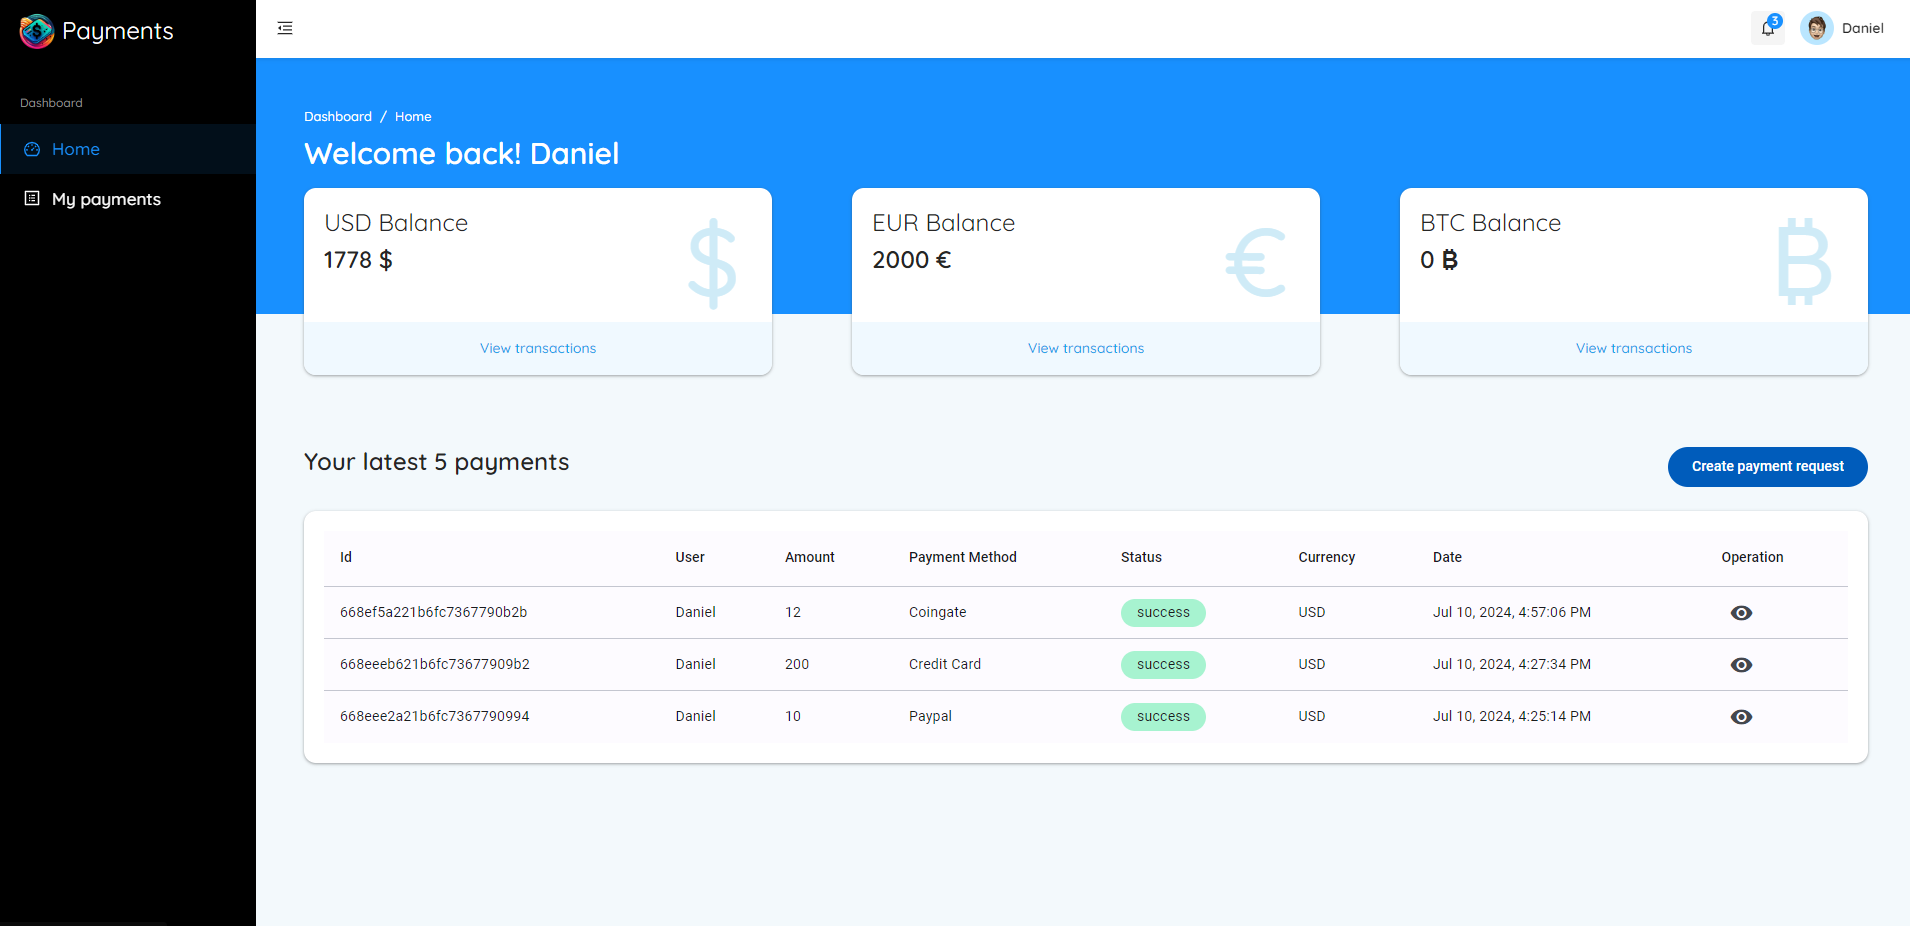 Payments
3
Daniel
Dashboard
Home
My payments
Dashboard / Home
Welcome back! Daniel
USD Balance
1778 $
$
View transactions
EUR Balance
2000 €
€
View transactions
BTC Balance
0 ₿
₿
View transactions
Your latest 5 payments
Create payment request
Id User Amount Payment Method Status Currency Date Operation
668ef5a221b6fc7367790b2b Daniel 12 Coingate success USD Jul 10, 2024, 4:57:06 PM
668eeeb621b6fc73677909b2 Daniel 200 Credit Card success USD Jul 10, 2024, 4:27:34 PM
668eee2a21b6fc7367790994 Daniel 10 Paypal success USD Jul 10, 2024, 4:25:14 PM